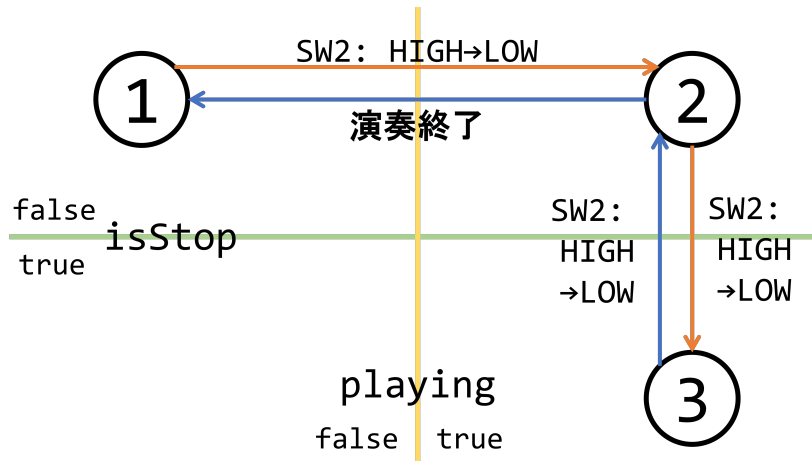 SW2: HIGH→LOW
1
2
演奏終了
false
isStop
true
SW2:
HIGH
→LOW
SW2:
HIGH
→LOW
playing
false
true
3